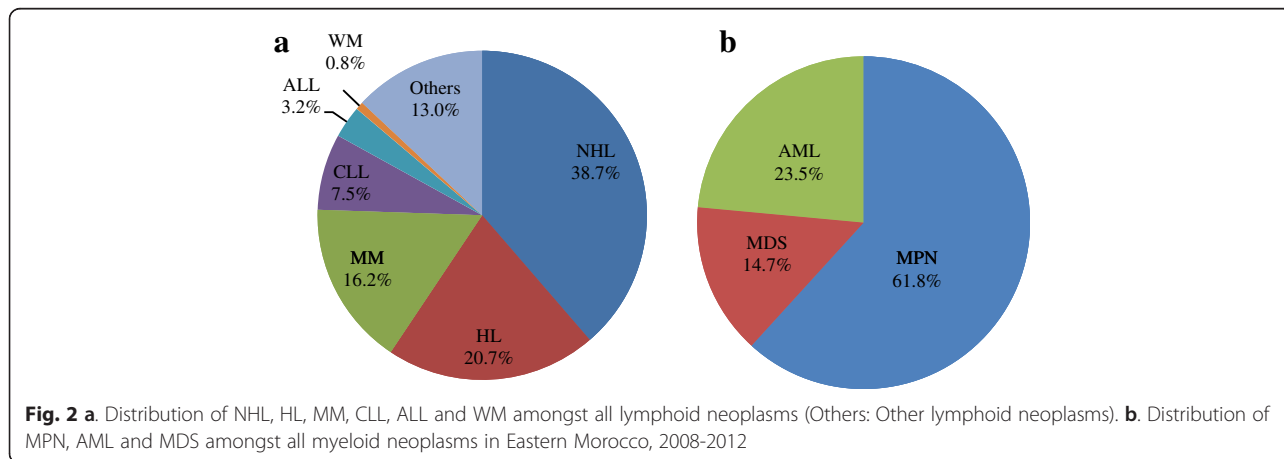 a
WM
0.8%
ALL
3.2%
Others
13.0%
NHL
38.7%
CLL
7.5%
MM
16.2%
HL
20.7%
b
AML
23.5%
MDS
14.7%
MPN
61.8%
Fig. 2 a. Distribution of NHL, HL, MM, CLL, ALL and WM amongst all lymphoid neoplasms (Others: Other lymphoid neoplasms). b. Distribution of
MPN, AML and MDS amongst all myeloid neoplasms in Eastern Morocco, 2008-2012